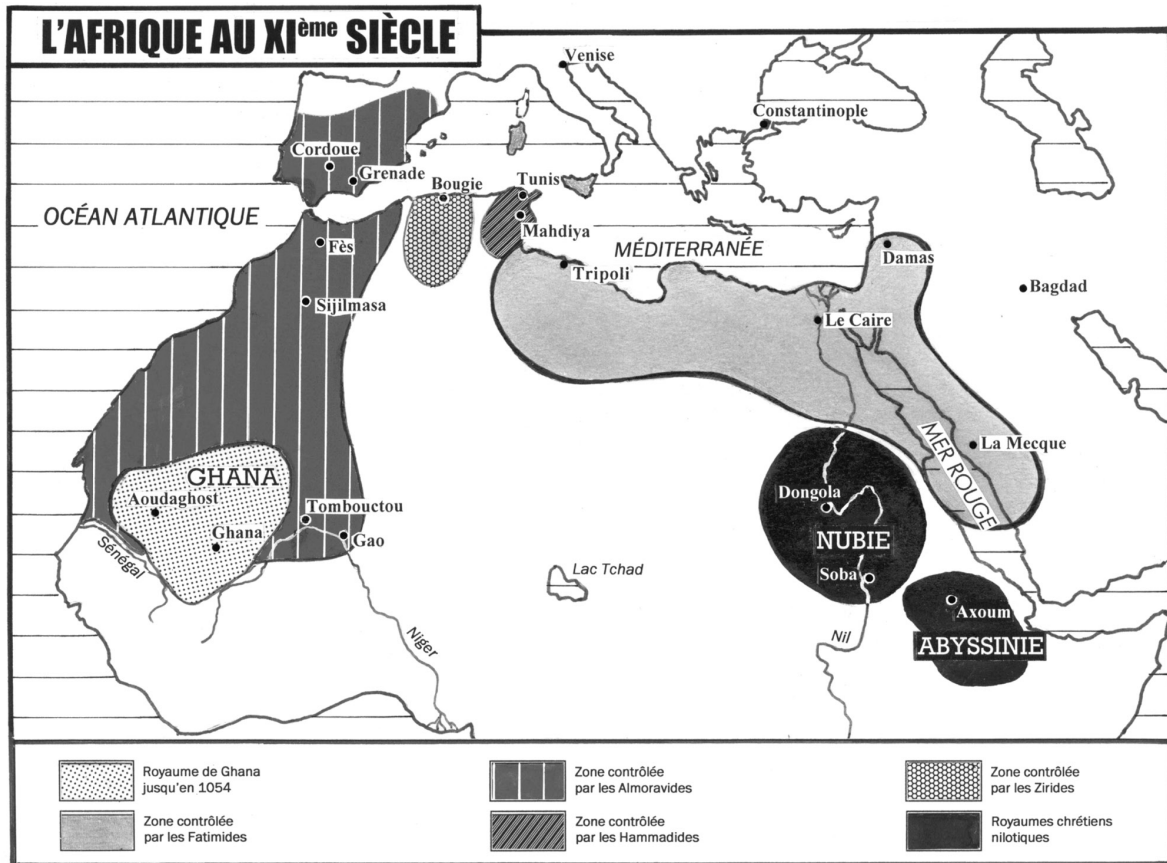 L'AFRIQUE AU XIème SIÈCLE
Venise
Constantinople
Cordoue
Grenade
Bougie
Tunis
OCÉAN ATLANTIQUE
Mahdiya
Fès
MÉDITERRANÉE
Damas
Tripoli
Bagdad
Sijilmasa
Le Caire
MER ROUGE
La Mecque
GHANA
Aoudaghost
Tombouctou
Dongola
Ghana
Gao
NUBIE
Sénégal
Lac Tchad
Soba
Axoum
Niger
Nil
ABYSSINIE
Royaume de Ghana
jusqu'en 1054
Zone contrôlée
par les Almoravides
Zone contrôlée
par les Zirides
Zone contrôlée
par les Fatimides
Zone contrôlée
par les Hammadides
Royaumes chrétiens
nilotiques